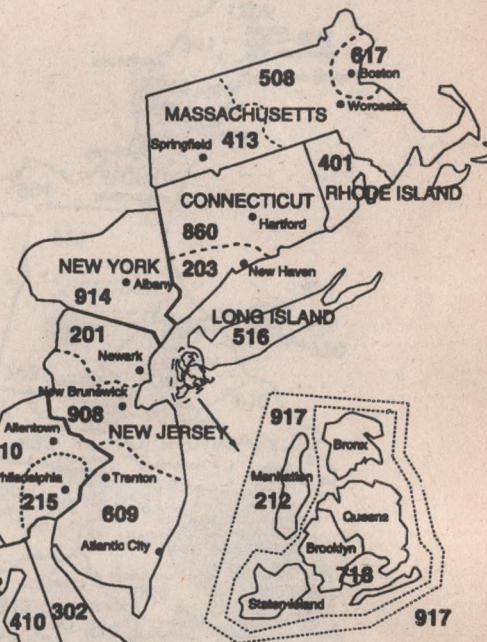 617
508
Boston
Worcester
MASSACHUSETTS
Springfield
413
401
RHODE ISLAND
CONNECTICUT
860
Hartford
203
New Haven
NEW YORK
Albany
914
LONG ISLAND
516
201
Newark
New Brunswick
908
NEW JERSEY
Allentown
10
Philadelphia
215
Trenton
609
Atlantic City
410
302
917
Bronx
Manhattan
212
Queens
Brooklyn
718
Staten Island
917